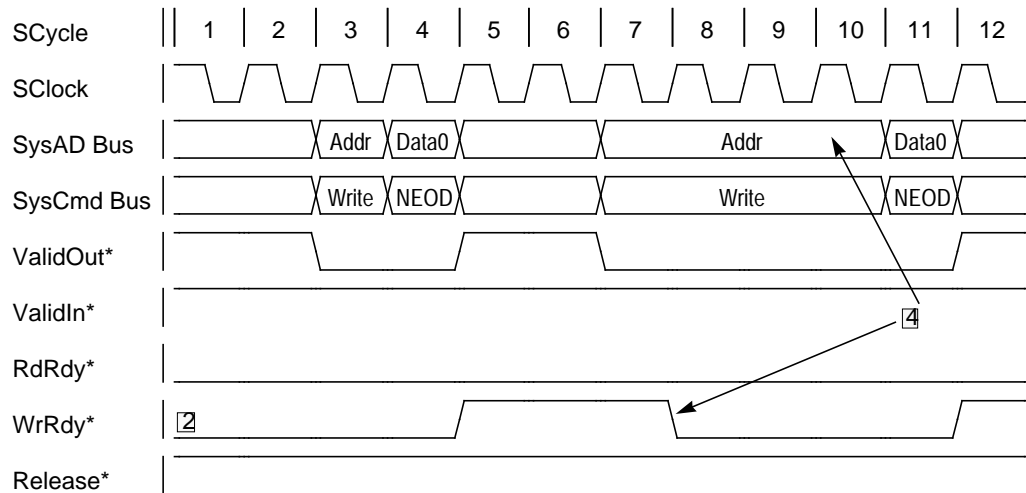 SCycle 1 2 3 4 5 6 7 8 9 10 11 12
SClock
SysAD Bus Addr Data0 Addr Data0
SysCmd Bus Write NEOD Write NEOD
ValidOut*
ValidIn*
4
RdRdy*
WrRdy* 2
Release*